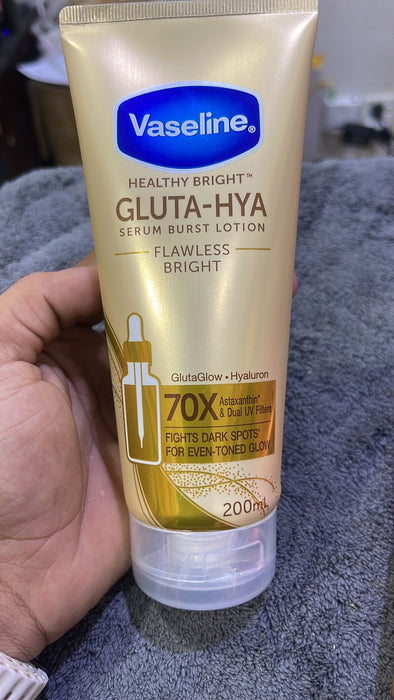 Vaseline®
HEALTHY BRIGHT™
GLUTA-HYA
SERUM BURST LOTION
FLAWLESS
BRIGHT
GlutaGlow • Hyaluron
70X Astaxanthin*
& Dual UV Filters
FIGHTS DARK SPOTS*
FOR EVEN-TONED GLOW
200mL